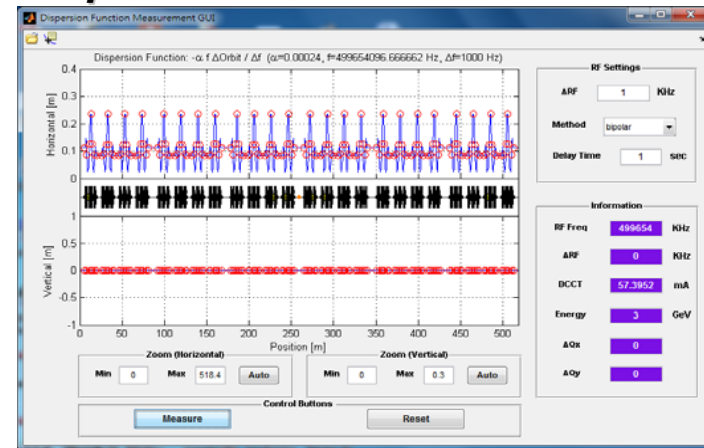 Dispersion Function Measurement GUI
Dispersion Function: -α f ΔOrbit / Δf (α=0.00024, f=499654096.666662 Hz, Δf=1000 Hz)
Horizontal [m]
0.4
0.3
0.2
0.1
0
Vertical [m]
1
0.5
0
-0.5
-1
0 50 100 150 200 250 300 350 400 450 500
Position [m]
Zoom (Horizontal)
Min 0 Max 518.4 Auto
Zoom (Vertical)
Min 0 Max 0.3 Auto
Control Buttons
Measure Reset
RF Settings
ΔRF 1 KHz
Method bipolar
Delay Time 1 sec
Information
RF Freq 499654 KHz
ΔRF 0 KHz
DCCT 57.3952 mA
Energy 3 GeV
ΔQx 0
ΔQy 0